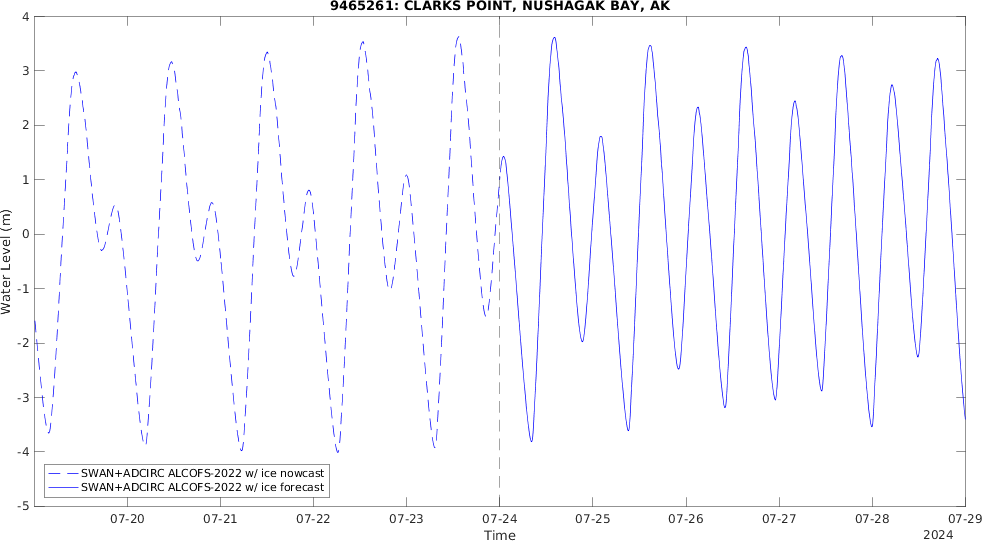 9465261: CLARKS POINT, NUSHAGAK BAY, AK
4
3
2
1
0
-1
-2
-3
-4
-5
Water Level (m)
SWAN+ADCIRC ALCOFS-2022 w/ ice nowcast
SWAN+ADCIRC ALCOFS-2022 w/ ice forecast
07-20 07-21 07-22 07-23 07-24 07-25 07-26 07-27 07-28 07-29
Time
2024